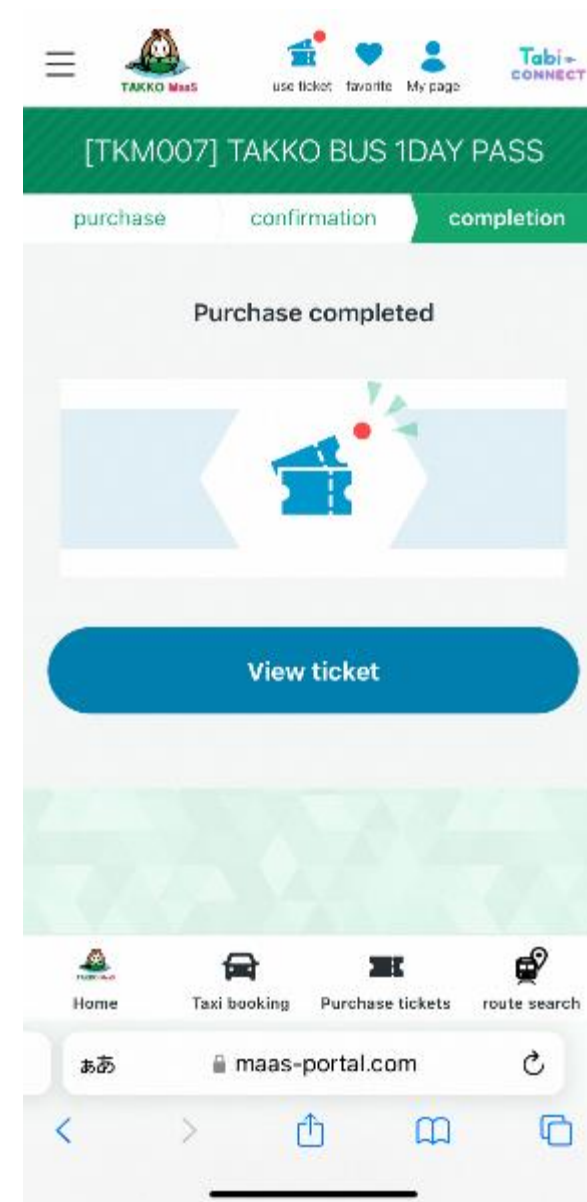 TAKKO MaaS
use ticket favorite My page
Tabi
CONNECT
[TKM007] TAKKO BUS 1DAY PASS
purchase confirmation completion
Purchase completed
View ticket
Home Taxi booking Purchase tickets route search
ぁあ maas-portal.com